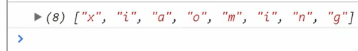 ▶ (8) ["x", "i", "a", "o", "m", "i", "n", "g"]
>